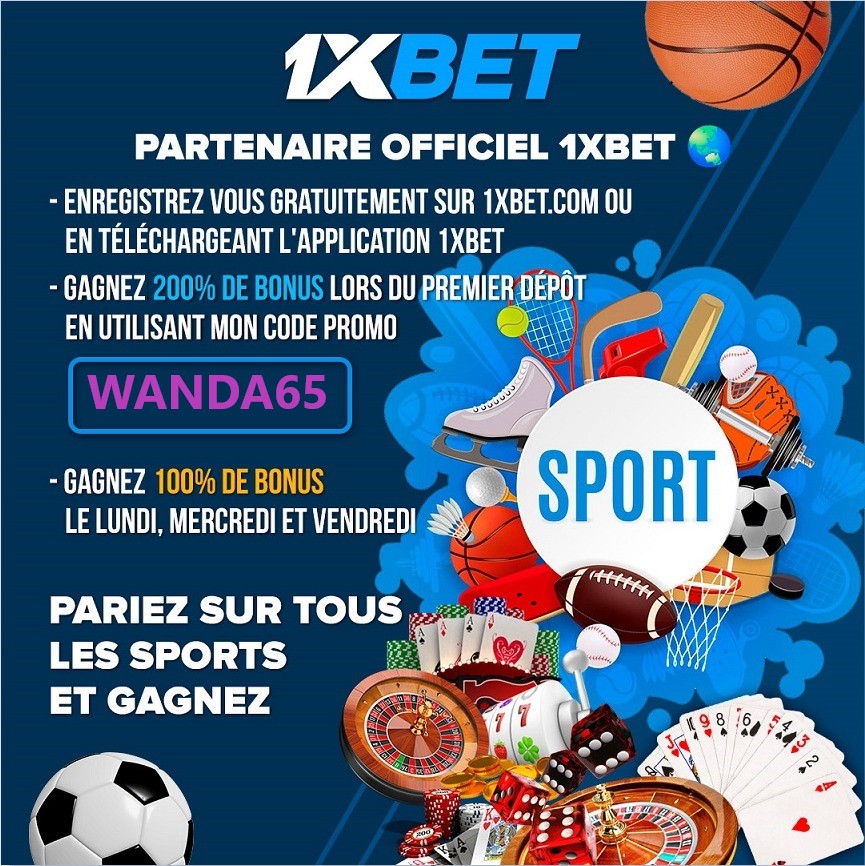 1XBET
PARTENAIRE OFFICIEL 1XBET
- ENREGISTREZ VOUS GRATUITEMENT SUR 1XBET.COM OU
EN TÉLÉCHARGEANT L'APPLICATION 1XBET
- GAGNEZ 200% DE BONUS LORS DU PREMIER DÉPÔT
EN UTILISANT MON CODE PROMO
WANDA65
- GAGNEZ 100% DE BONUS
LE LUNDI, MERCREDI ET VENDREDI
SPORT
PARIEZ SUR TOUS
LES SPORTS
ET GAGNEZ